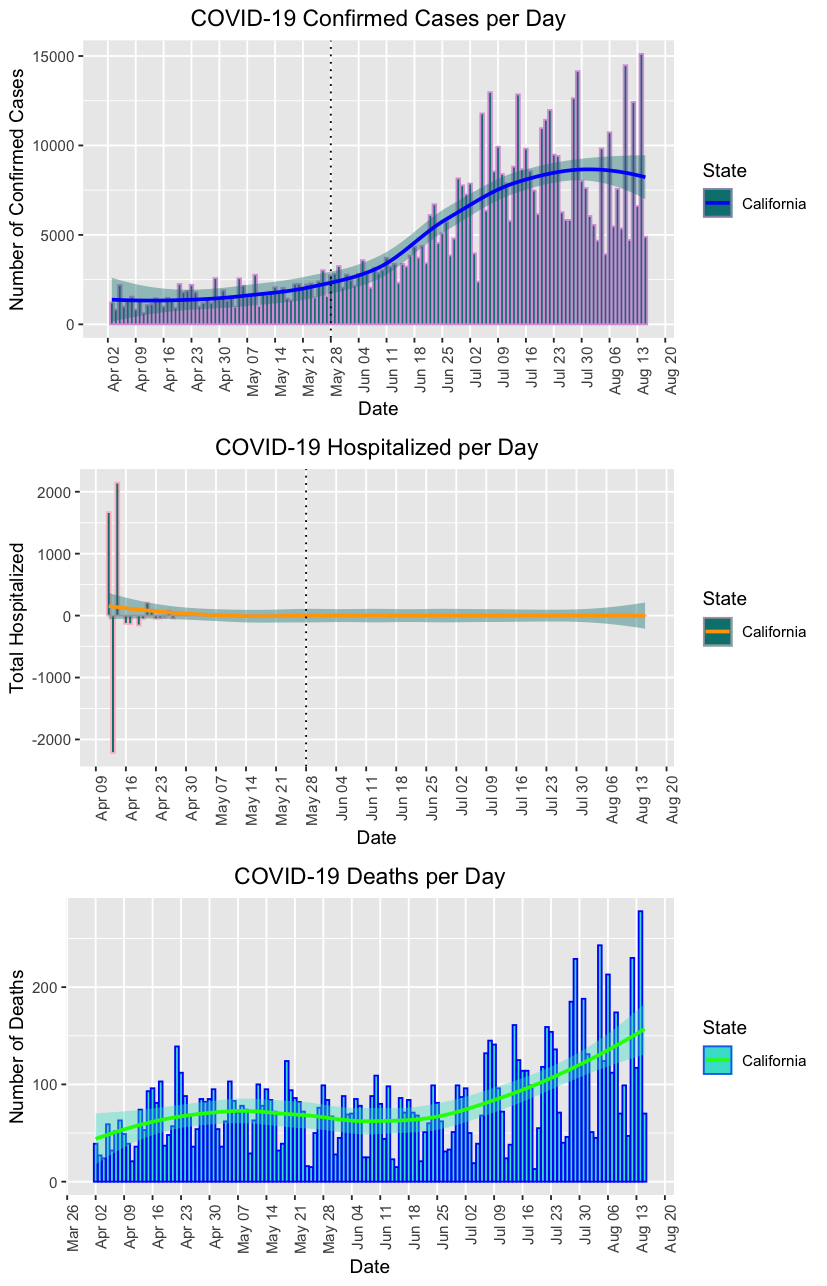 COVID-19 Confirmed Cases per Day
Number of Confirmed Cases
15000
10000
5000
0
Apr 02
Apr 09
Apr 16
Apr 23
Apr 30
May 07
May 14
May 21
May 28
Jun 04
Jun 11
Jun 18
Jun 25
Jul 02
Jul 09
Jul 16
Jul 23
Jul 30
Aug 06
Aug 13
Aug 20
Date
State
California
COVID-19 Hospitalized per Day
Total Hospitalized
2000
1000
0
-1000
-2000
Apr 09
Apr 16
Apr 23
Apr 30
May 07
May 14
May 21
May 28
Jun 04
Jun 11
Jun 18
Jun 25
Jul 02
Jul 09
Jul 16
Jul 23
Jul 30
Aug 06
Aug 13
Aug 20
Date
State
California
COVID-19 Deaths per Day
Number of Deaths
200
100
0
Mar 26
Apr 02
Apr 09
Apr 16
Apr 23
Apr 30
May 07
May 14
May 21
May 28
Jun 04
Jun 11
Jun 18
Jun 25
Jul 02
Jul 09
Jul 16
Jul 23
Jul 30
Aug 06
Aug 13
Aug 20
Date
State
California